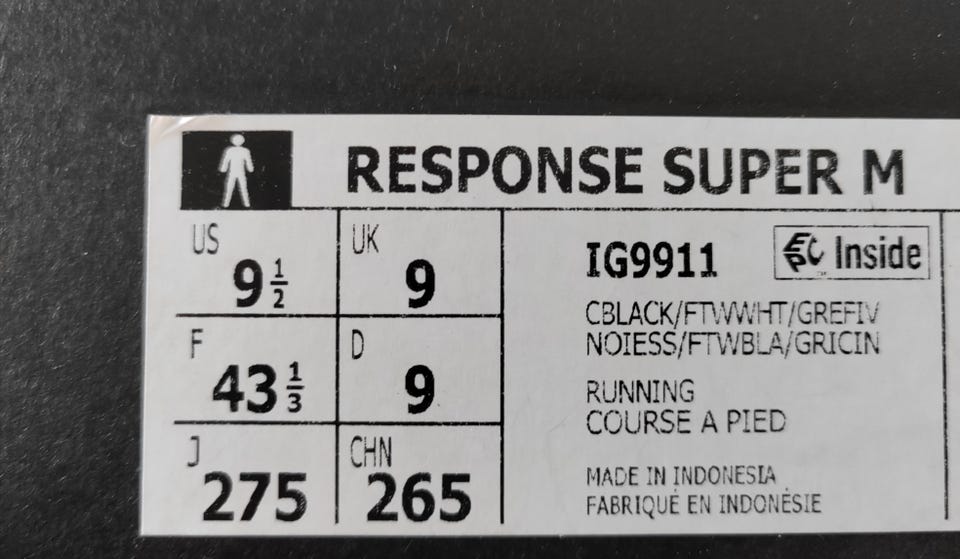 RESPONSE SUPER M
US
9 1/2
UK
9
F
43 1/3
D
9
J
275
CHN
265
IG9911
EPC Inside
CBLACK/FTWWHT/GREFIV
NOIESS/FTWBLA/GRICIN
RUNNING
COURSE A PIED
MADE IN INDONESIA
FABRIQUÉ EN INDONÉSIE